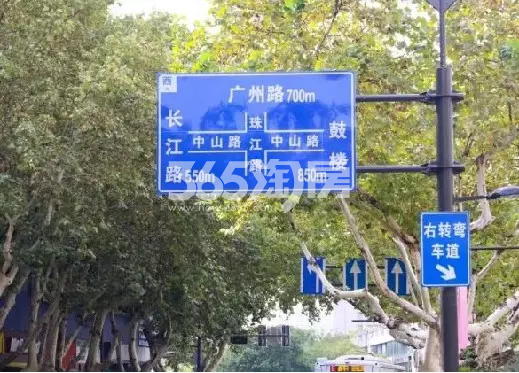 西
广州路 700m
长江路 550m
中山路
珠江路
中山路
鼓楼 850m
365淘房
右转弯
车道